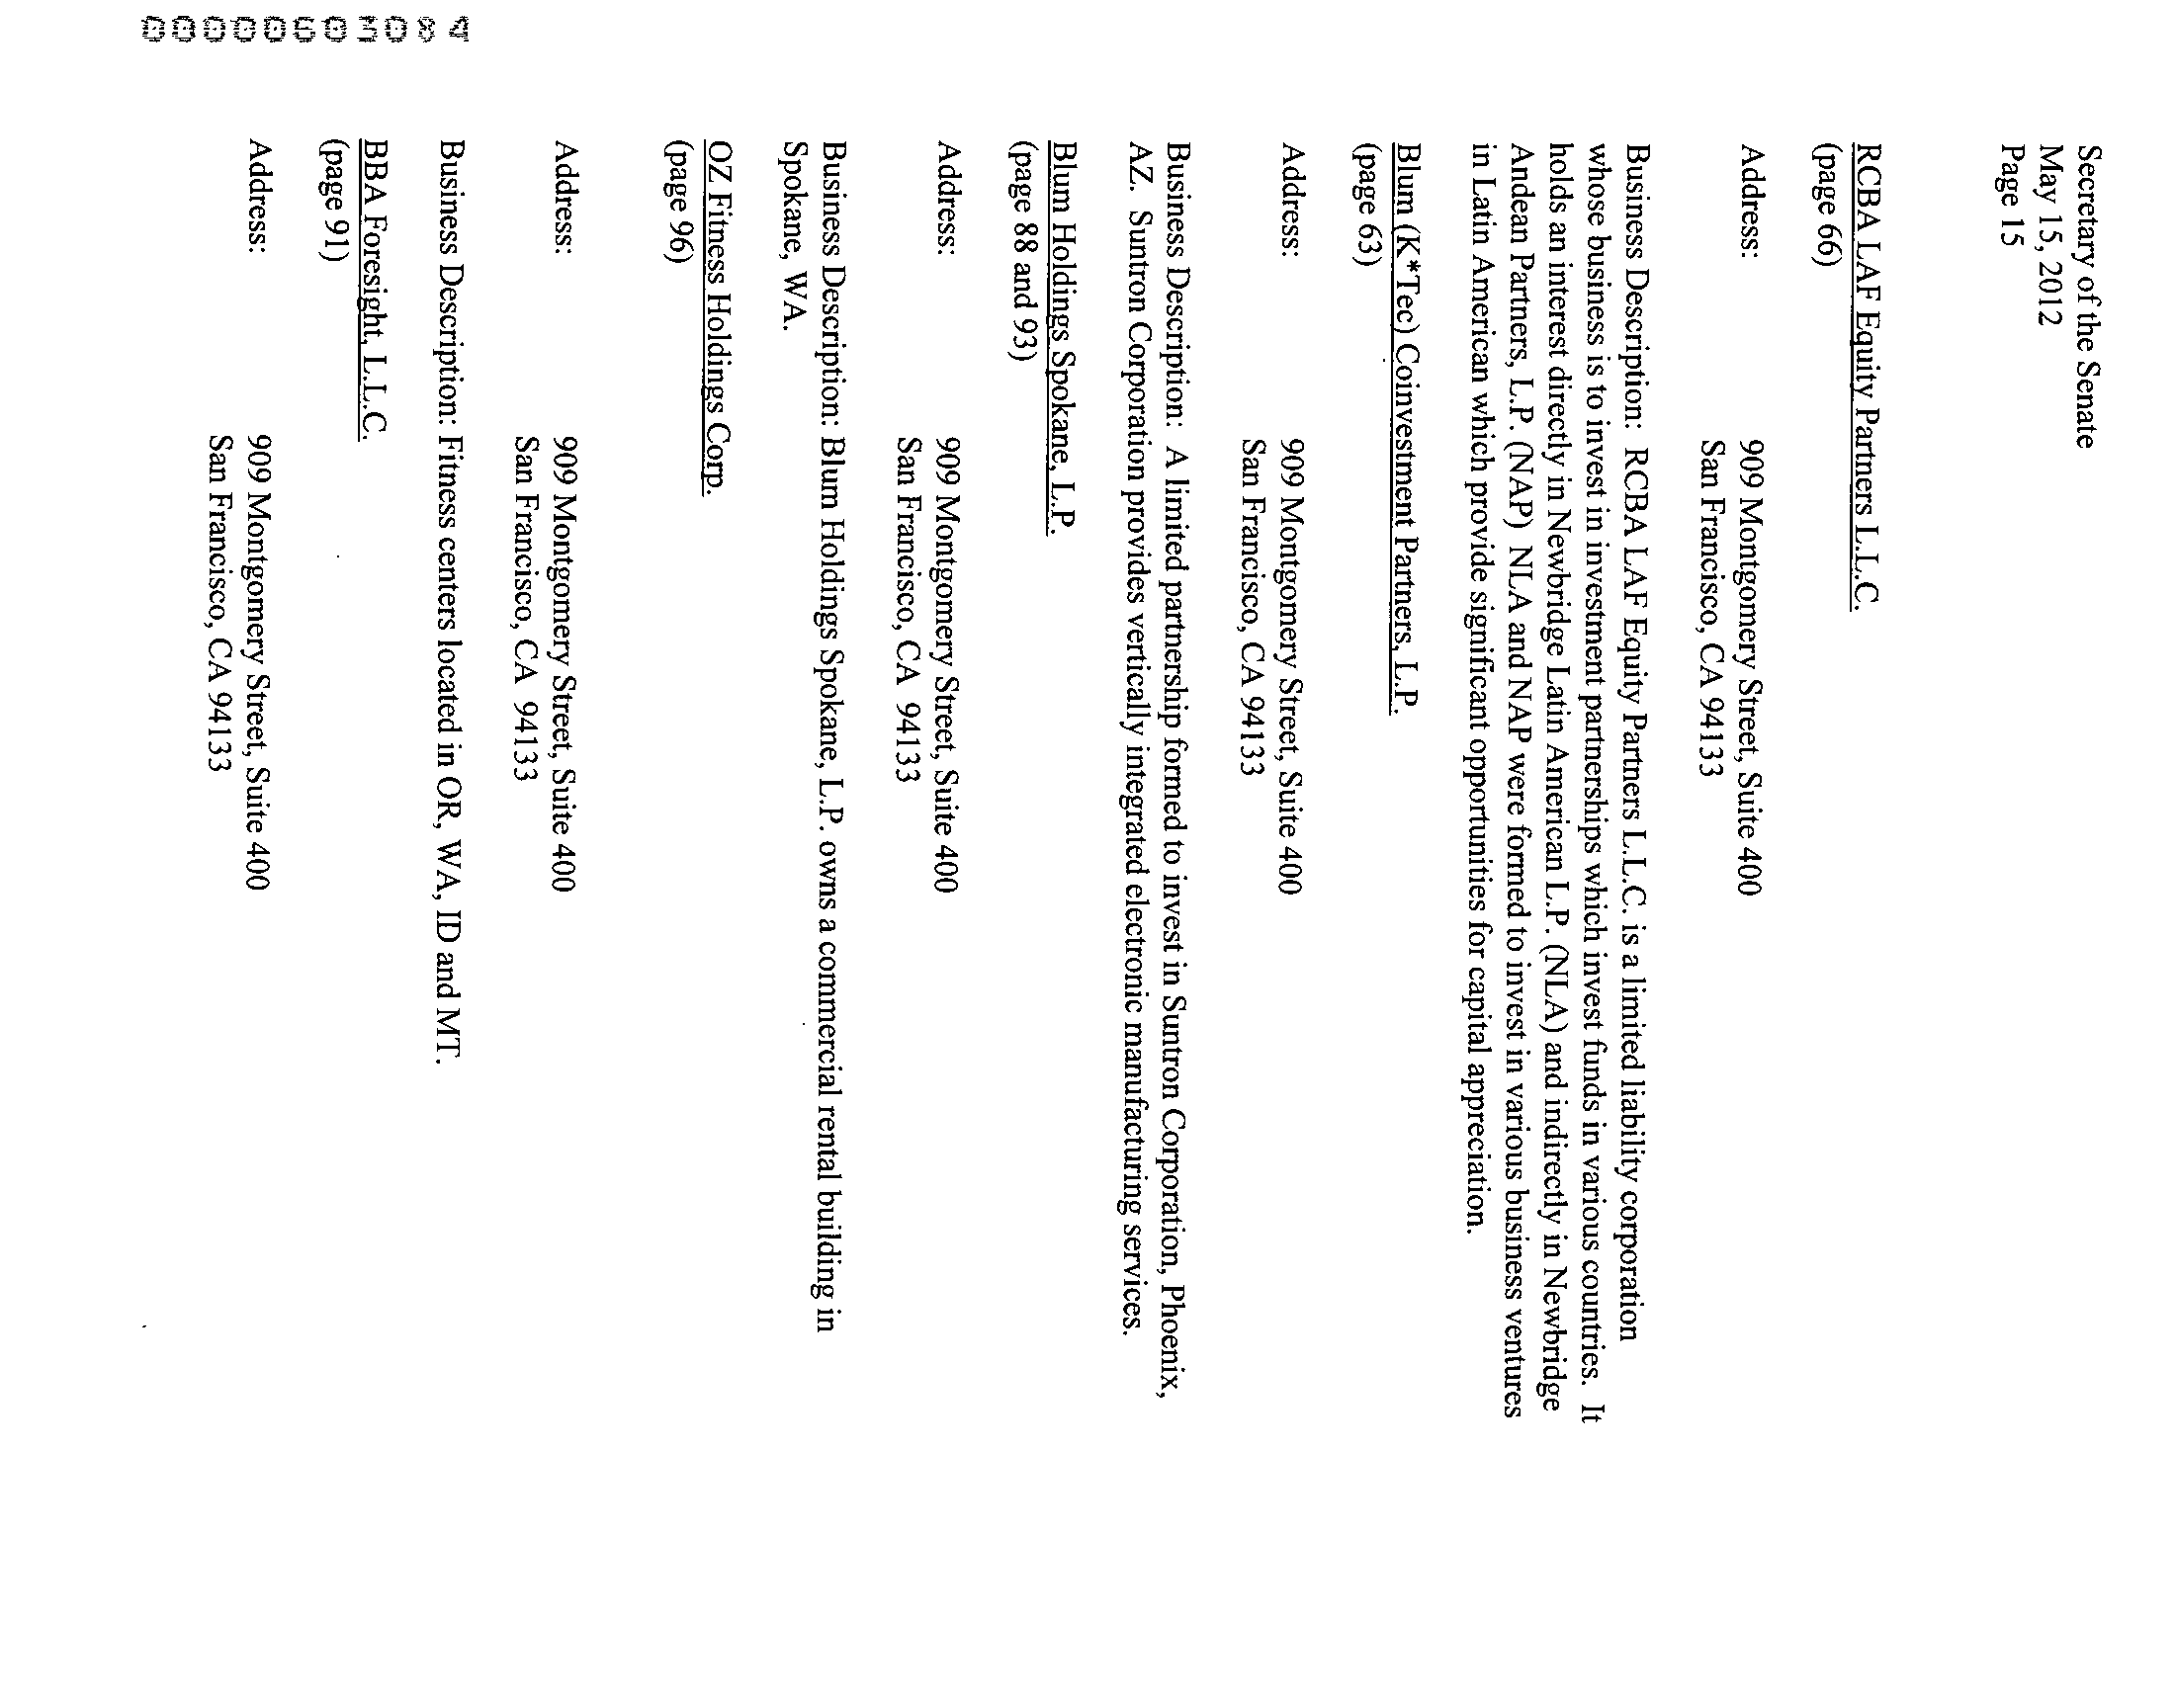 Secretary of the Senate
May 15, 2012
Page 15
RCBA LAF Equity Partners L.L.C.
(page 66)
Address: 909 Montgomery Street, Suite 400
San Francisco, CA 94133
Business Description: RCBA LAF Equity Partners L.L.C. is a limited liability corporation
whose business is to invest in investment partnerships which invest funds in various countries. It
holds an interest directly in Newbridge Latin American L.P. (NLA) and indirectly in Newbridge
Andean Partners, L.P. (NAP) NLA and NAP were formed to invest in various business ventures
in Latin American which provide significant opportunities for capital appreciation.
Blum (K*Tec) Coinvestment Partners, L.P.
(page 63)
Address: 909 Montgomery Street, Suite 400
San Francisco, CA 94133
Business Description: A limited partnership formed to invest in Suntron Corporation, Phoenix,
AZ. Suntron Corporation provides vertically integrated electronic manufacturing services.
Blum Holdings Spokane, L.P.
(page 88 and 93)
Address: 909 Montgomery Street, Suite 400
San Francisco, CA 94133
Business Description: Blum Holdings Spokane, L.P. owns a commercial rental building in
Spokane, WA.
OZ Fitness Holdings Corp.
(page 96)
Address: 909 Montgomery Street, Suite 400
San Francisco, CA 94133
Business Description: Fitness centers located in OR, WA, ID and MT.
BBA Foresight, L.L.C.
(page 91)
Address: 909 Montgomery Street, Suite 400
San Francisco, CA 94133